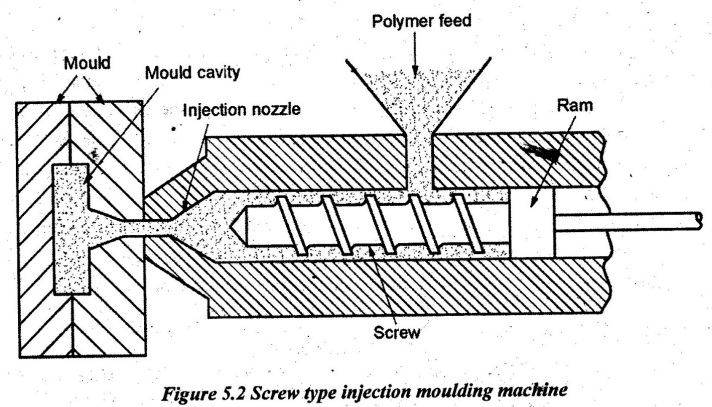 Polymer feed
Mould
Mould cavity
Injection nozzle
Ram
Screw
Figure 5.2 Screw type injection moulding machine